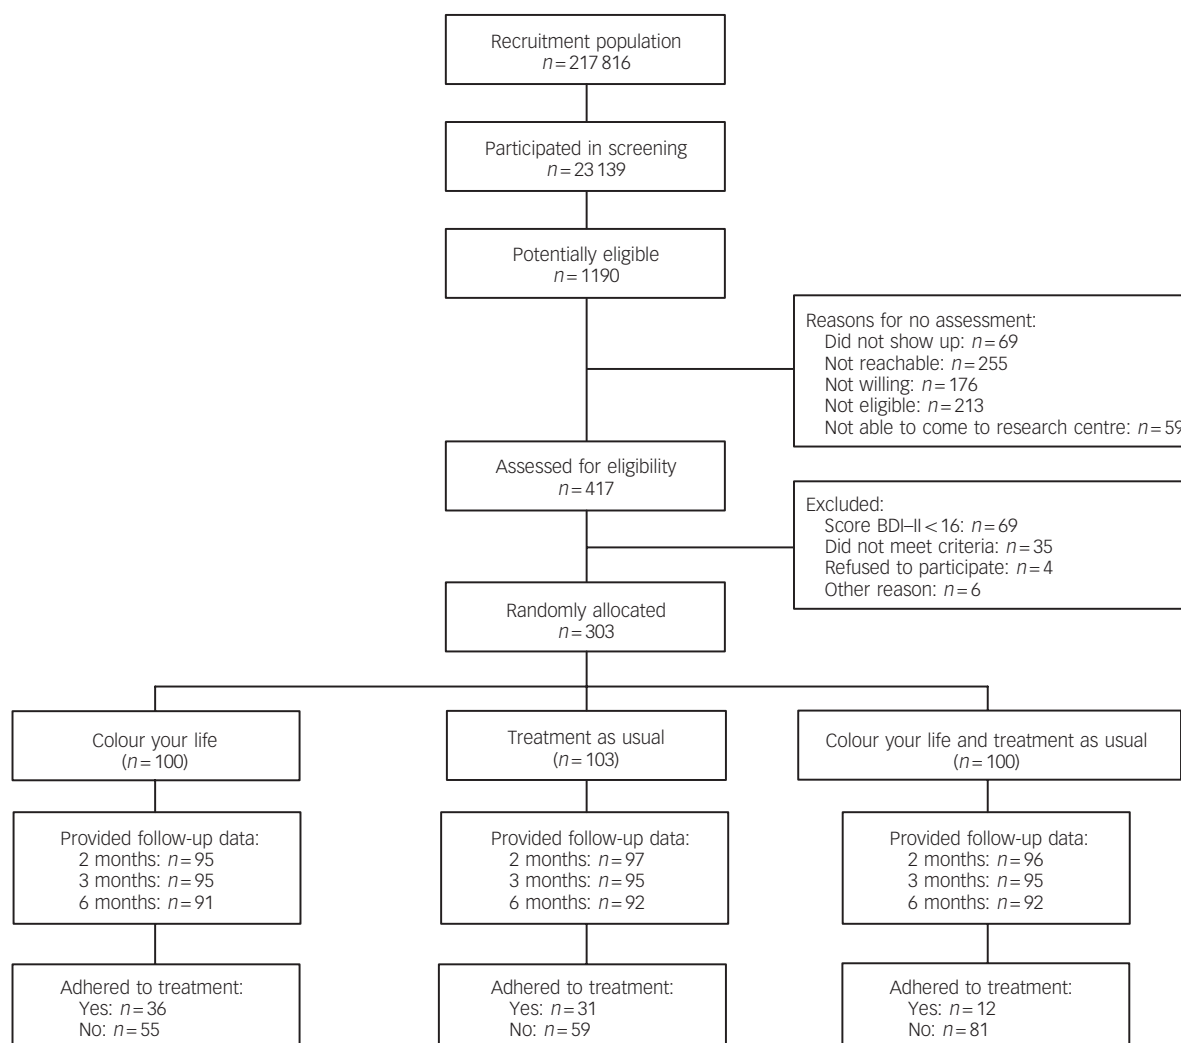 Recruitment population
n=217 816
Participated in screening
n=23 139
Potentially eligible
n=1190
Reasons for no assessment:
Did not show up: n=69
Not reachable: n=255
Not willing: n=176
Not eligible: n=213
Not able to come to research centre: n=59
Assessed for eligibility
n=417
Excluded:
Score BDI–II<16: n=69
Did not meet criteria: n=35
Refused to participate: n=4
Other reason: n=6
Randomly allocated
n=303
Colour your life
(n=100)
Treatment as usual
(n=103)
Colour your life and treatment as usual
(n=100)
Provided follow-up data:
2 months: n=95
3 months: n=95
6 months: n=91
Provided follow-up data:
2 months: n=97
3 months: n=95
6 months: n=92
Provided follow-up data:
2 months: n=96
3 months: n=95
6 months: n=92
Adhered to treatment:
Yes: n=36
No: n=55
Adhered to treatment:
Yes: n=31
No: n=59
Adhered to treatment:
Yes: n=12
No: n=81